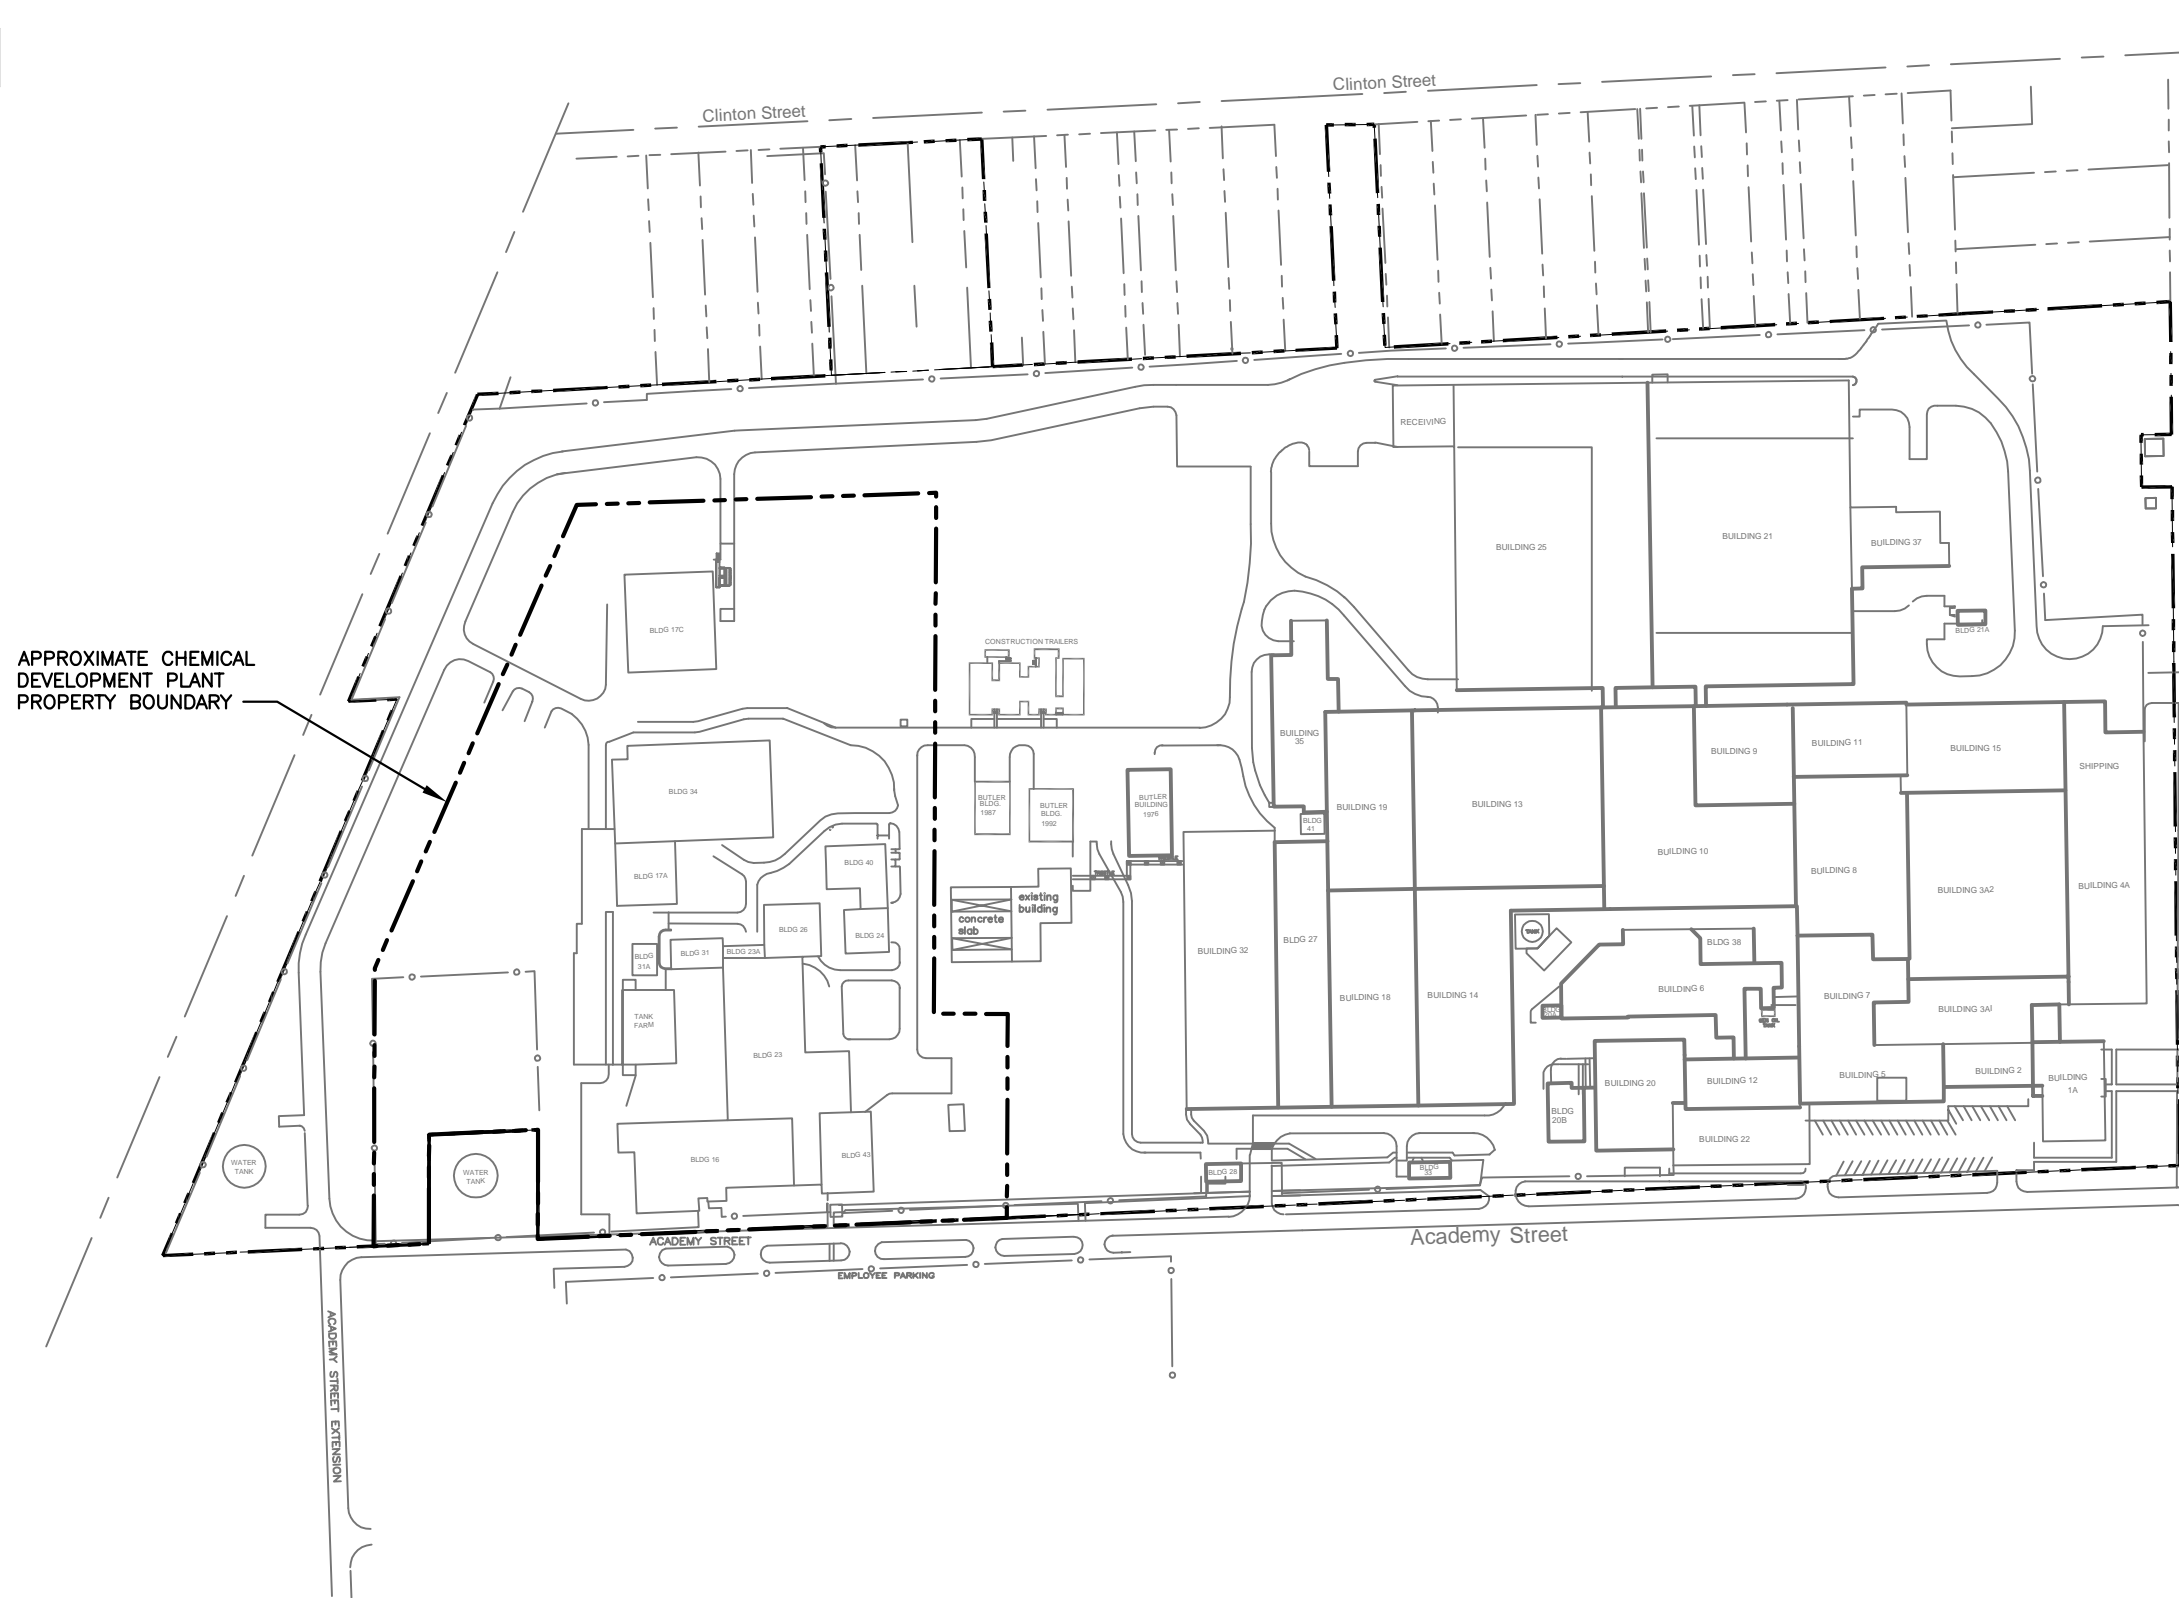 Clinton Street
Clinton Street
RECEIVING
BUILDING 25
BUILDING 21
BUILDING 37
BLDG 17C
CONSTRUCTION TRAILERS
BLDG 21A
APPROXIMATE CHEMICAL
DEVELOPMENT PLANT
PROPERTY BOUNDARY
BUILDING
35
BUILDING 9
BUILDING 11
BUILDING 15
SHIPPING
BLDG 34
BUTLER
BLDG.
1987
BUTLER
BLDG.
1992
BUTLER
BUILDING
1976
BLDG
41
BUILDING 19
BUILDING 13
BUILDING 10
BUILDING 8
BUILDING 3A2
BUILDING 4A
BLDG 17A
BLDG 40
existing
building
concrete
slab
BLDG 26
BLDG 24
BLDG
31A
BLDG 31
BLDG 23A
BUILDING 32
BLDG 27
BUILDING 18
BUILDING 14
TANK
BLDG 38
BUILDING 6
BUILDING 7
BUILDING 3A1
TANK
FARM
BLDG 23
TANK
BUILDING 20
BUILDING 12
BUILDING 5
BUILDING 2
BUILDING
1A
BLDG
20B
BUILDING 22
WATER
TANK
WATER
TANK
BLDG 16
BLDG 43
BLDG 28
BLDG
33
ACADEMY STREET
Academy Street
EMPLOYEE PARKING
ACADEMY STREET EXTENSION